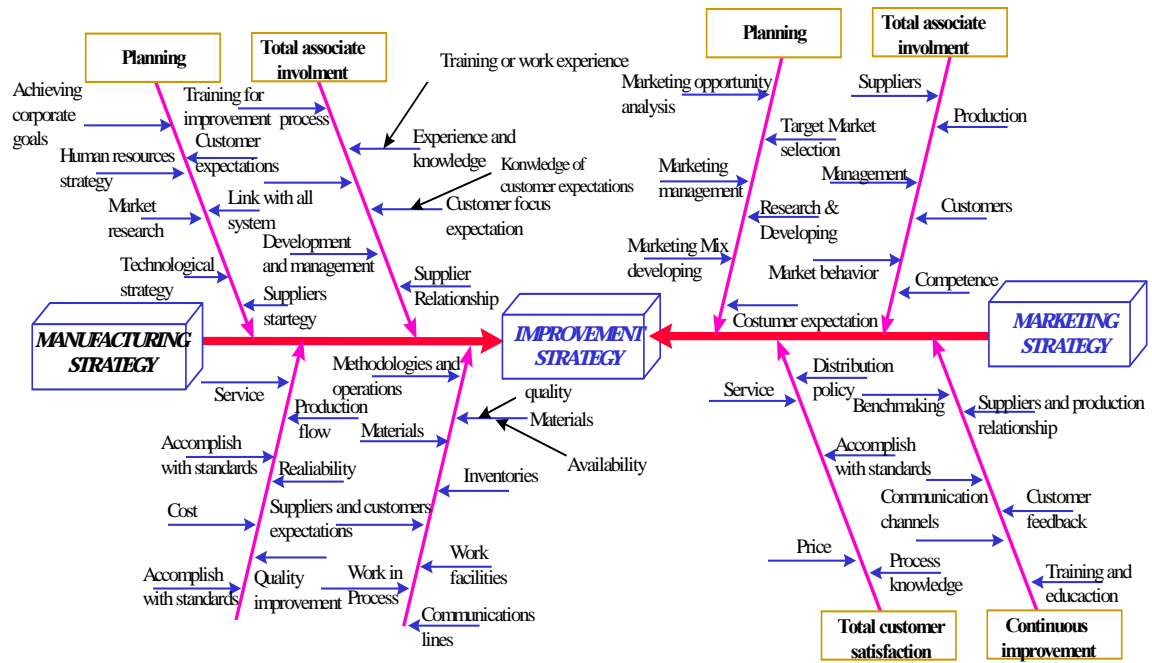 Planning
Total associate
involment
Training or work experience
Achieving
corporate
goals
Training for
improvement process
Customer
expectations
Experience and
knowledge
Human resources
strategy
Konwledge of
customer expectations
Link with all
system
Customer focus
expectation
Market
research
Development
and management
Technological
strategy
Supplier
Relationship
Suppliers
startegy
MANUFACTURING
STRATEGY
IMPROVEMENT
STRATEGY
Planning
Total associate
involment
Marketing opportunity
analysis
Suppliers
Production
Target Market
selection
Marketing
management
Management
Research &
Developing
Customers
Marketing Mix
developing
Market behavior
Competence
Costumer expectation
MARKETING
STRATEGY
Service
Methodologies and
operations
Production
flow
quality
Materials
Materials
Availability
Accomplish
with standards
Realiability
Inventories
Cost
Suppliers and customers
expectations
Accomplish
with standards
Quality
improvement
Work in
Process
Work
facilities
Communications
lines
Service
Distribution
policy
Benchmaking
Suppliers and production
relationship
Accomplish
with standards
Communication
channels
Customer
feedback
Price
Process
knowledge
Training and
educaction
Total customer
satisfaction
Continuous
improvement